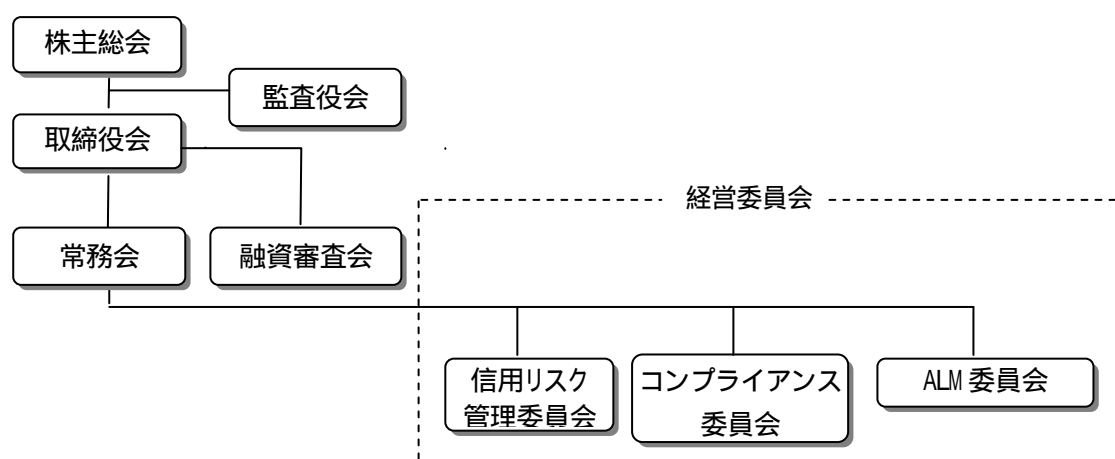 株主総会
監査役会
取締役会
経営委員会
常務会
融資審査会
信用リスク
管理委員会
コンプライアンス
委員会
ALM 委員会